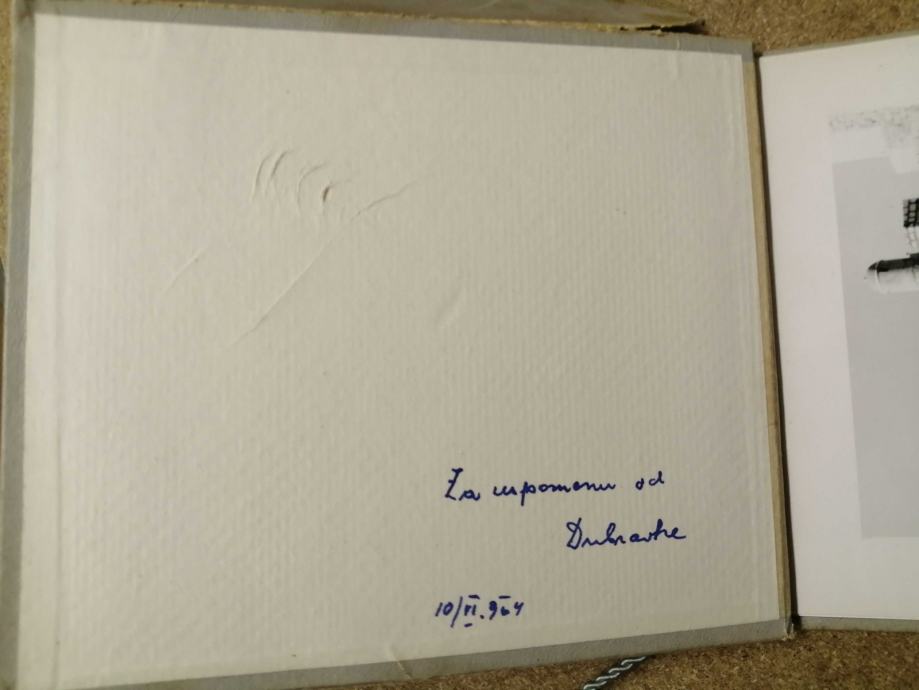 Za uspomenu od
Dubravke
10/VI.964